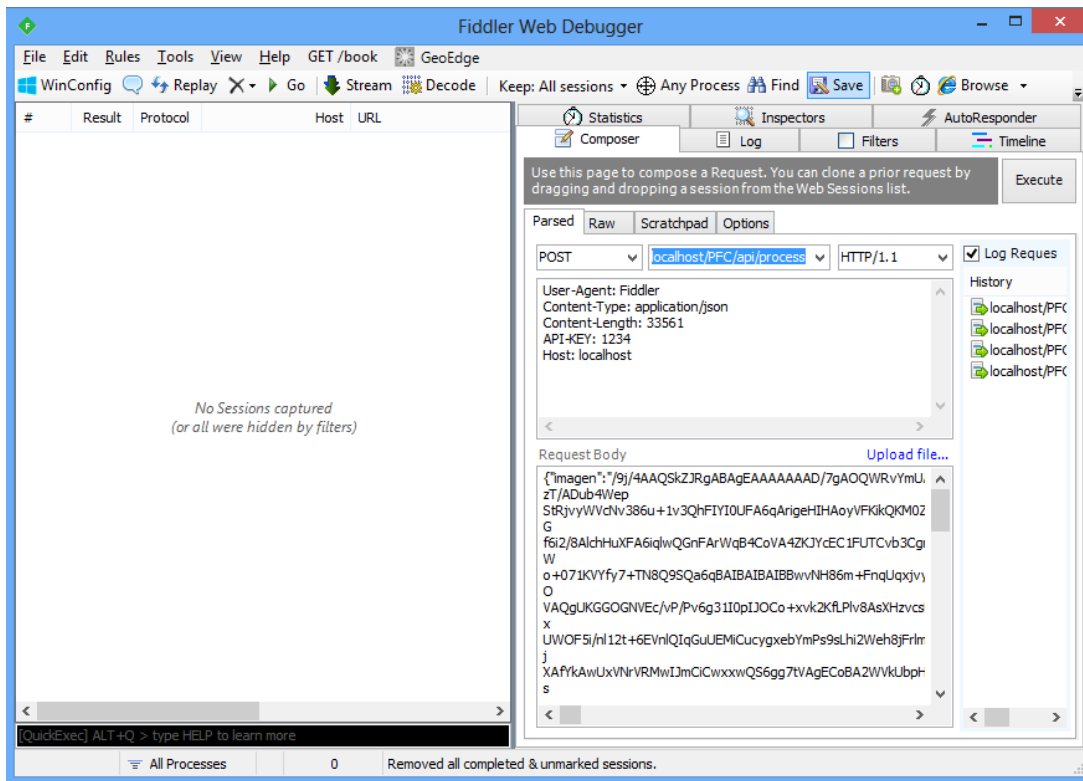 Fiddler Web Debugger
File Edit Rules Tools View Help GET /book GeoEdge
WinConfig Replay Go Stream Decode Keep: All sessions Any Process Find Save Browse
# Result Protocol Host URL
No Sessions captured
(or all were hidden by filters)
[QuickExec] ALT+Q > type HELP to learn more
Statistics Inspectors AutoResponder
Composer Log Filters Timeline
Use this page to compose a Request. You can clone a prior request by
dragging and dropping a session from the Web Sessions list.
Execute
Parsed Raw Scratchpad Options
POST localhost/PFC/api/process HTTP/1.1
User-Agent: Fiddler
Content-Type: application/json
Content-Length: 33561
API-KEY: 1234
Host: localhost
Request Body Upload file...
{"imagen":"/9j/4AAQSkZJRgABAgEAAAAAAAD/7gAOQWRvYmU
zT/ADub4Wep
StRjvyWVcNv386u+1v3QhFIYI0UFA6qArigeHIHAoyVFKikQKM0Z
G
f6i2/8AlchHuXFA6iqlwQGnFArWqB4CoVA4ZKJYcEC1FUTCvb3Cgr
W
o+071KVYfy7+TN8Q9SQa6qBAIBAIBAIBBwvNH86m+FnqUqxjvy
O
VAQgUKGGOGNVEc/vP/Pv6g31I0pIJOCo+xvk2KfLPlv8AsXHzvcs
x
UWOF5i/nl12t+6EVnlQIqGuUEMiCucygxebYmPs9sLhi2Weh8jFrlm
j
XAfYkAwUxVNrVRMwIJmCiCwxxwQS6gg7tVAgECoBA2WVkUbpH
s
Log Reques
History
localhost/PFC
localhost/PFC
localhost/PFC
localhost/PFC
All Processes 0 Removed all completed & unmarked sessions.